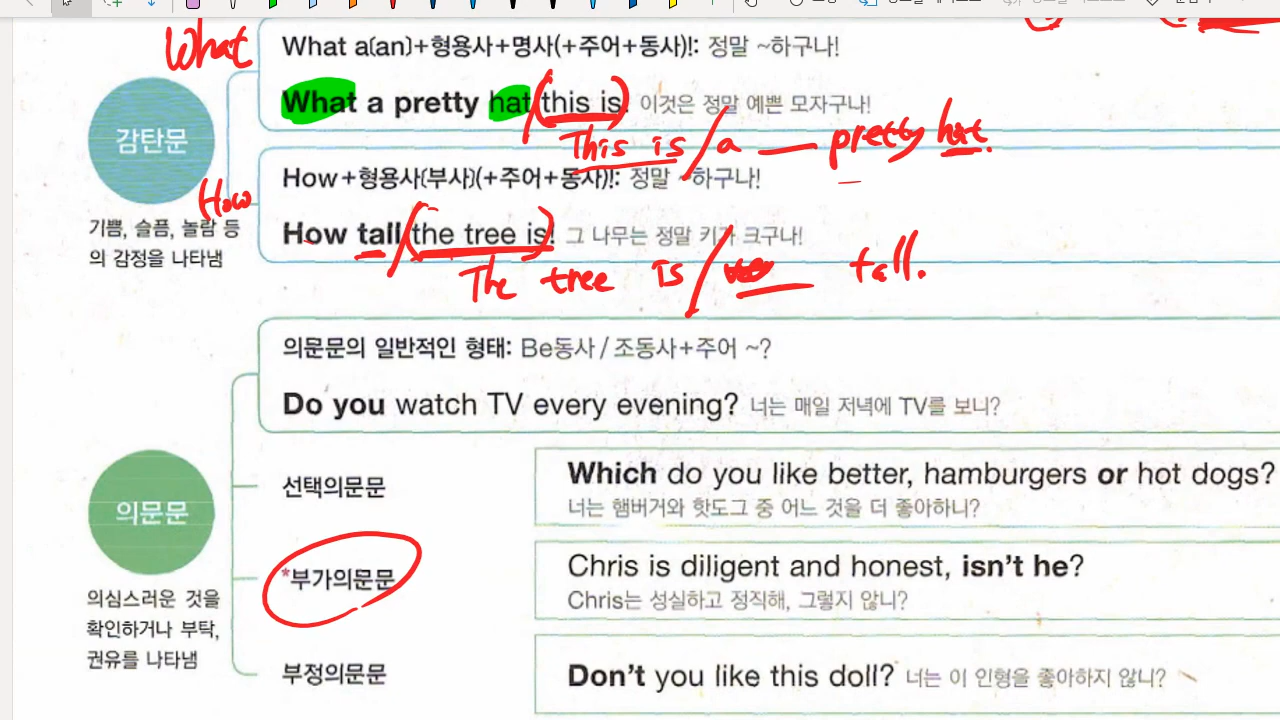 What
What a(an)+형용사+명사(+주어+동사)!: 정말 ~하구나!
What a pretty hat this is! 이것은 정말 예쁜 모자구나!
This is / a pretty hat.
감탄문
기쁨, 슬픔, 놀람 등
의 감정을 나타냄
How
How+형용사(부사)(+주어+동사)!: 정말 ~하구나!
How tall the tree is! 그 나무는 정말 키가 크구나!
The tree is / tall.
의문문의 일반적인 형태: Be동사 / 조동사+주어 ~?
Do you watch TV every evening? 너는 매일 저녁에 TV를 보니?
의문문
의심스러운 것을
확인하거나 부탁,
권유를 나타냄
선택의문문
Which do you like better, hamburgers or hot dogs?
너는 햄버거와 핫도그 중 어느 것을 더 좋아하니?
*부가의문문
Chris is diligent and honest, isn't he?
Chris는 성실하고 정직해, 그렇지 않니?
부정의문문
Don't you like this doll? 너는 이 인형을 좋아하지 않니?